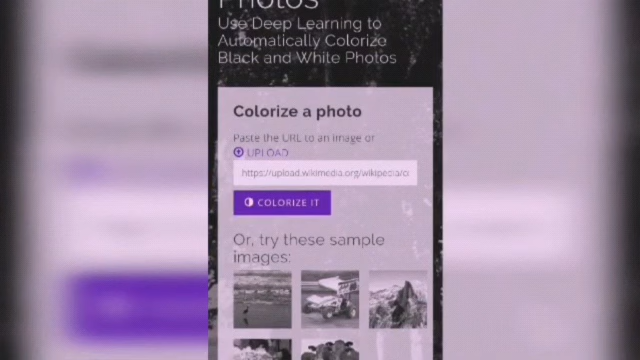 Photos
Use Deep Learning to
Automatically Colorize
Black and White Photos
Colorize a photo
Paste the URL to an image or
UPLOAD
https://upload.wikimedia.org/wikipedia/c
COLORIZE IT
Or, try these sample
images: